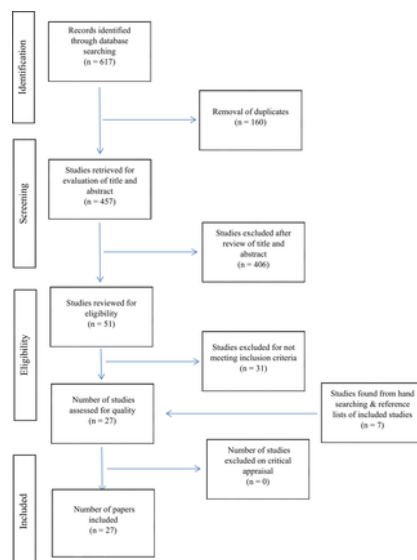 Identification
Records identified
through database
searching
(n = 617)
Removal of duplicates
(n = 160)
Screening
Studies retrieved for
evaluation of title and
abstract
(n = 457)
Studies excluded after
review of title and
abstract
(n = 406)
Eligibility
Studies reviewed for
eligibility
(n = 51)
Studies excluded for not
meeting inclusion criteria
(n = 31)
Number of studies
assessed for quality
(n = 27)
Studies found from hand
searching & reference
lists of included studies
(n = 7)
Number of studies
excluded on critical
appraisal
(n = 0)
Included
Number of papers
included
(n = 27)